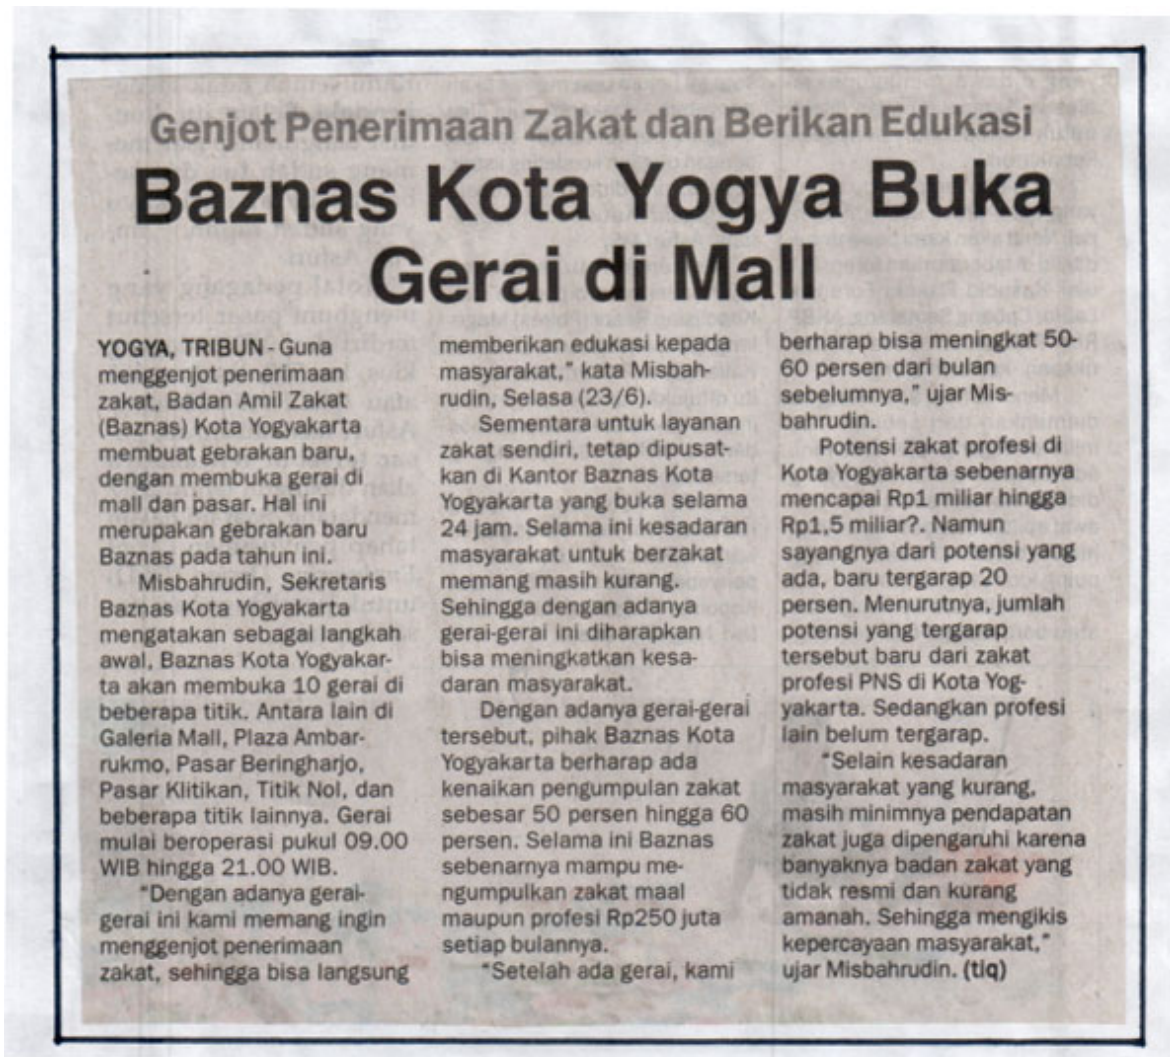 Genjot Penerimaan Zakat dan Berikan Edukasi
Baznas Kota Yogya Buka
Gerai di Mall
YOGYA, TRIBUN - Guna
menggenjot penerimaan
zakat, Badan Amil Zakat
(Baznas) Kota Yogyakarta
membuat gebrakan baru,
dengan membuka gerai di
mall dan pasar. Hal ini
merupakan gebrakan baru
Baznas pada tahun ini.
Misbahrudin, Sekretaris
Baznas Kota Yogyakarta
mengatakan sebagai langkah
awal, Baznas Kota Yogyakar-
ta akan membuka 10 gerai di
beberapa titik. Antara lain di
Galeria Mall, Plaza Ambar-
rukmo, Pasar Beringharjo,
Pasar Klitikan, Titik Nol, dan
beberapa titik lainnya. Gerai
mulai beroperasi pukul 09.00
WIB hingga 21.00 WIB.
"Dengan adanya gerai-
gerai ini kami memang ingin
menggenjot penerimaan
zakat, sehingga bisa langsung
memberikan edukasi kepada
masyarakat," kata Misbah-
rudin, Selasa (23/6).
Sementara untuk layanan
zakat sendiri, tetap dipusat-
kan di Kantor Baznas Kota
Yogyakarta yang buka selama
24 jam. Selama ini kesadaran
masyarakat untuk berzakat
memang masih kurang.
Sehingga dengan adanya
gerai-gerai ini diharapkan
bisa meningkatkan kesa-
daran masyarakat.
Dengan adanya gerai-gerai
tersebut, pihak Baznas Kota
Yogyakarta berharap ada
kenaikan pengumpulan zakat
sebesar 50 persen hingga 60
persen. Selama ini Baznas
sebenarnya mampu me-
ngumpulkan zakat maal
maupun profesi Rp250 juta
setiap bulannya.
"Setelah ada gerai, kami
berharap bisa meningkat 50-
60 persen dari bulan
sebelumnya," ujar Mis-
bahrudin.
Potensi zakat profesi di
Kota Yogyakarta sebenarnya
mencapai Rp1 miliar hingga
Rp1,5 miliar?. Namun
sayangnya dari potensi yang
ada, baru tergarap 20
persen. Menurutnya, jumlah
potensi yang tergarap
tersebut baru dari zakat
profesi PNS di Kota Yog-
yakarta. Sedangkan profesi
lain belum tergarap.
"Selain kesadaran
masyarakat yang kurang,
masih minimnya pendapatan
zakat juga dipengaruhi karena
banyaknya badan zakat yang
tidak resmi dan kurang
amanah. Sehingga mengikis
kepercayaan masyarakat,"
ujar Misbahrudin. (tiq)